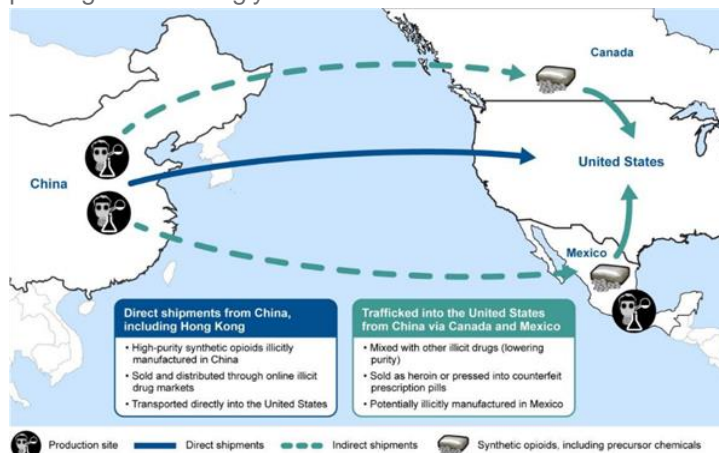 Canada
China
United States
Mexico
Direct shipments from China,
including Hong Kong
• High-purity synthetic opioids illicitly
manufactured in China
• Sold and distributed through online illicit
drug markets
• Transported directly into the United States
Trafficked into the United States
from China via Canada and Mexico
• Mixed with other illicit drugs (lowering
purity)
• Sold as heroin or pressed into counterfeit
prescription pills
• Potentially illicitly manufactured in Mexico
Production site
Direct shipments
Indirect shipments
Synthetic opioids, including precursor chemicals